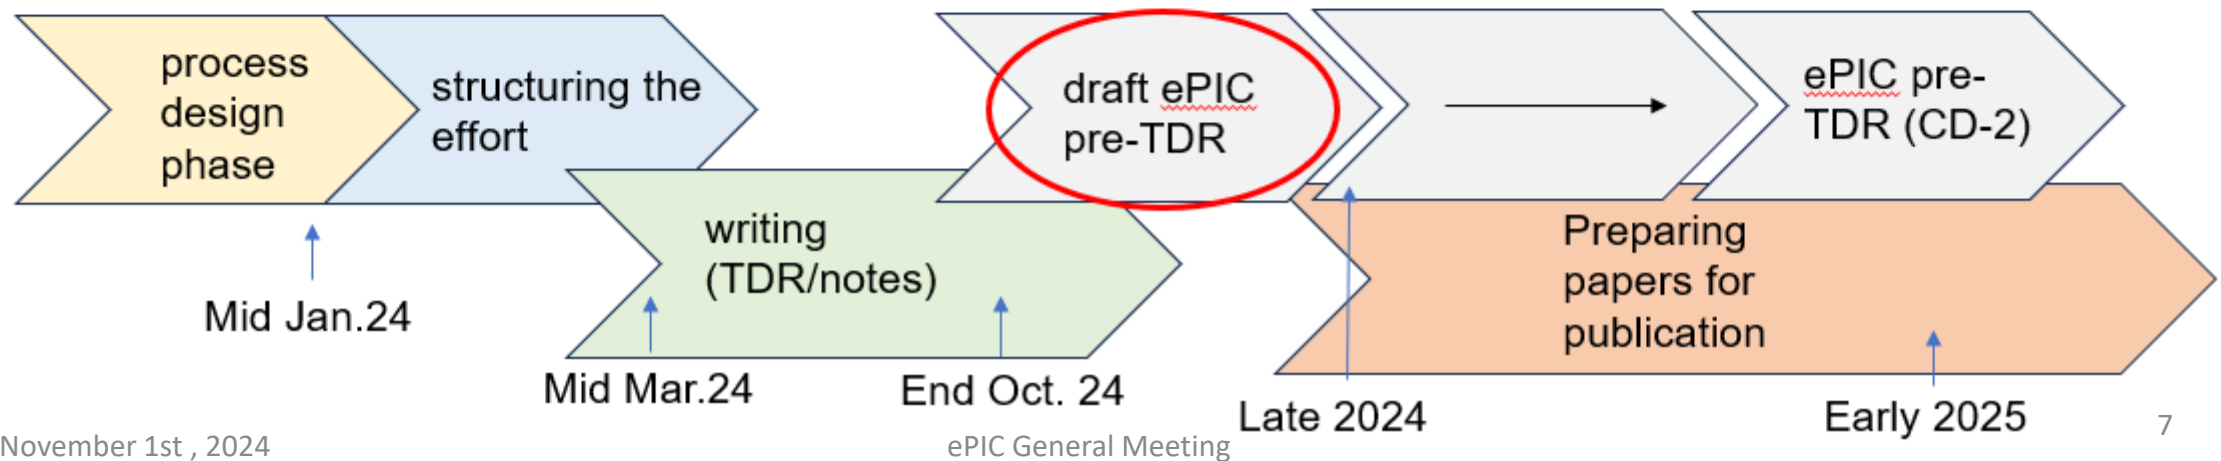 process
design
phase
structuring the
effort
draft ePIC
pre-TDR
ePIC pre-
TDR (CD-2)
writing
(TDR/notes)
Preparing
papers for
publication
Mid Jan.24
Mid Mar.24
End Oct. 24
Late 2024
Early 2025
November 1st , 2024
ePIC General Meeting
7